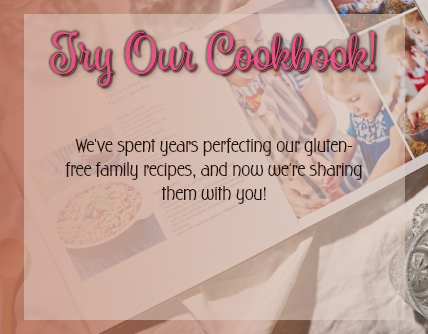 Try Our Cookbook!
We've spent years perfecting our gluten-
free family recipes, and now we're sharing
them with you!